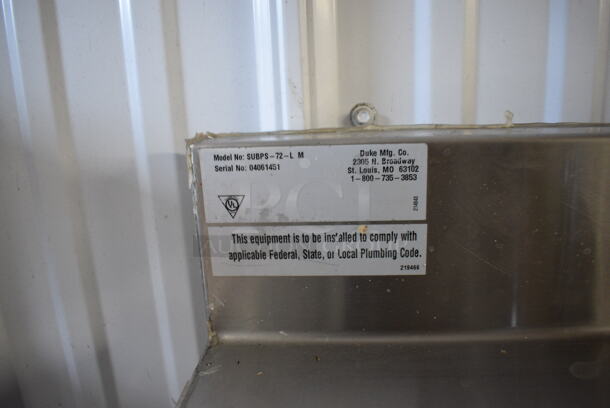 Model No: SUBPS-72-L M
Serial No: 04061451
Duke Mfg. Co.
2305 N. Broadway
St. Louis, MO 63102
1-800-735-3853
UL
This equipment is to be installed to comply with
applicable Federal, State, or Local Plumbing Code.
219466